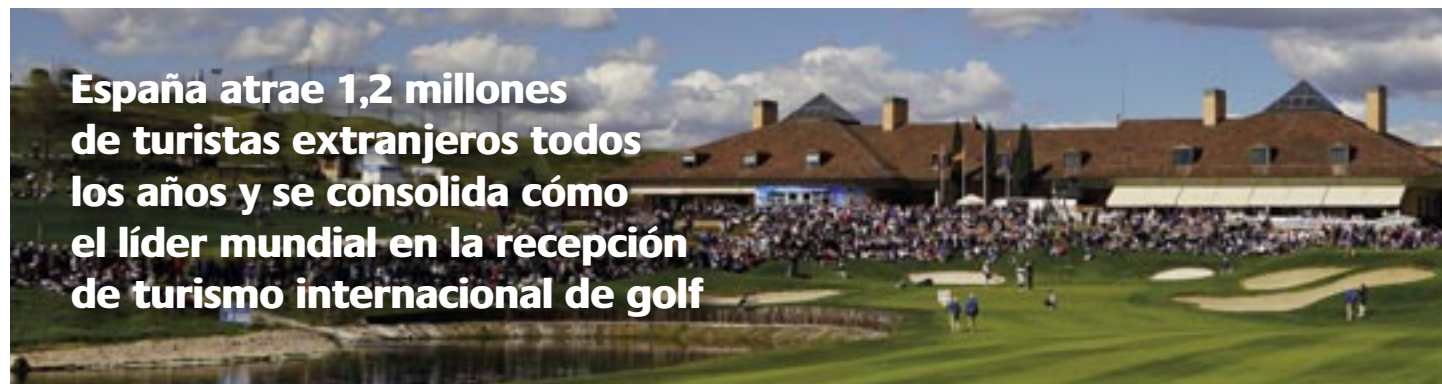 España atrae 1,2 millones
de turistas extranjeros todos
los años y se consolida cómo
el líder mundial en la recepción
de turismo internacional de golf